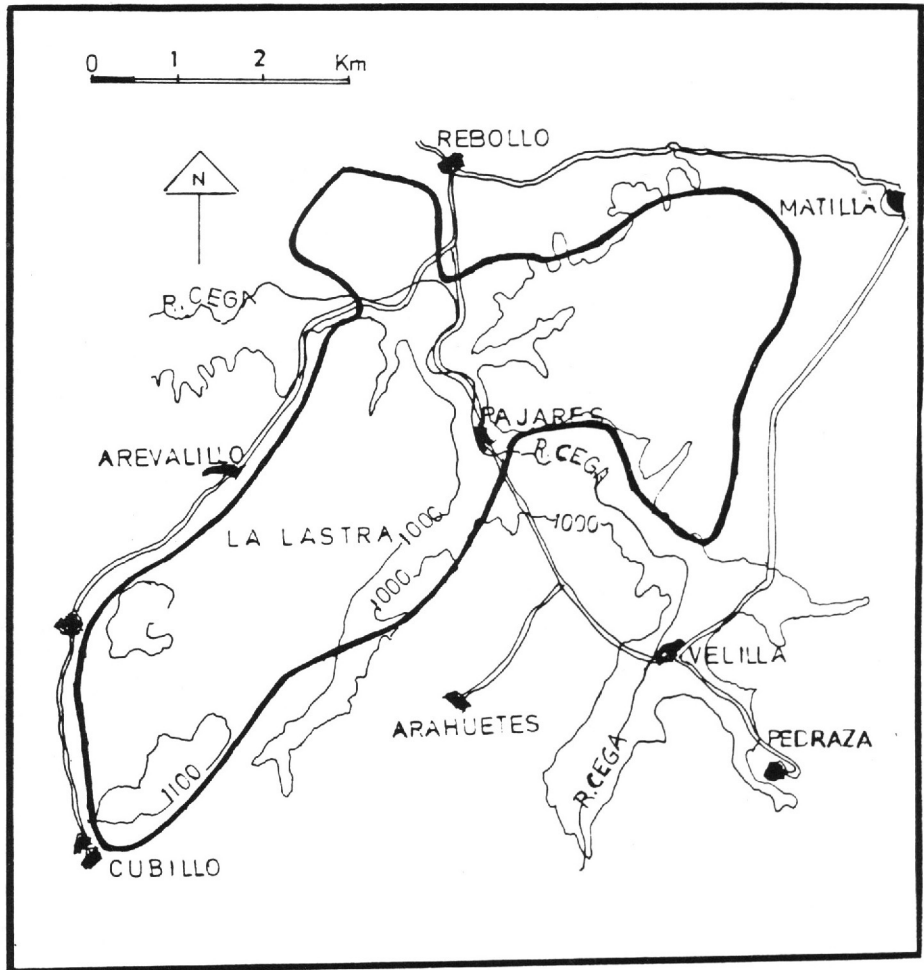 0 1 2 Km
REBOLLO
N
MATILLA
R. CEGA
PAJARES
AREVALILLO
R. CEGA
LA LASTRA
1000
1000
1000
VELILLA
ARAHUETES
PEDRAZA
R. CEGA
1100
CUBILLO